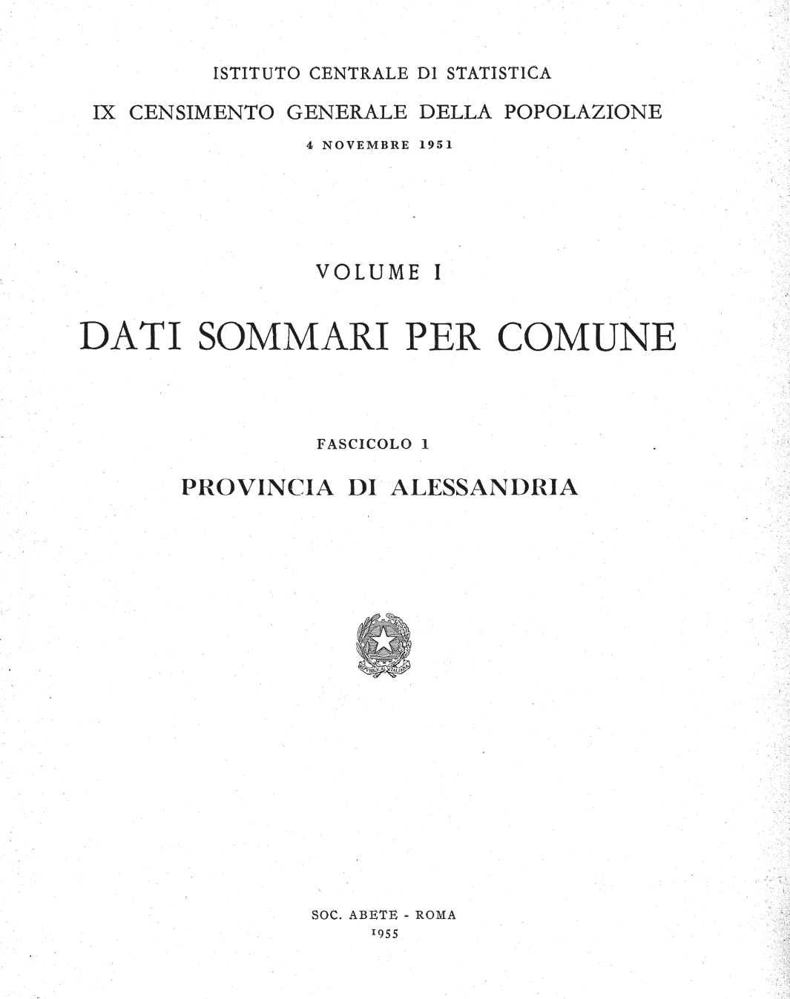 ISTITUTO CENTRALE DI STATISTICA
IX CENSIMENTO GENERALE DELLA POPOLAZIONE
4 NOVEMBRE 1951
VOLUME I
DATI SOMMARI PER COMUNE
FASCICOLO 1
PROVINCIA DI ALESSANDRIA
REPVBBLICA ITALIANA
SOC. ABETE - ROMA
1955